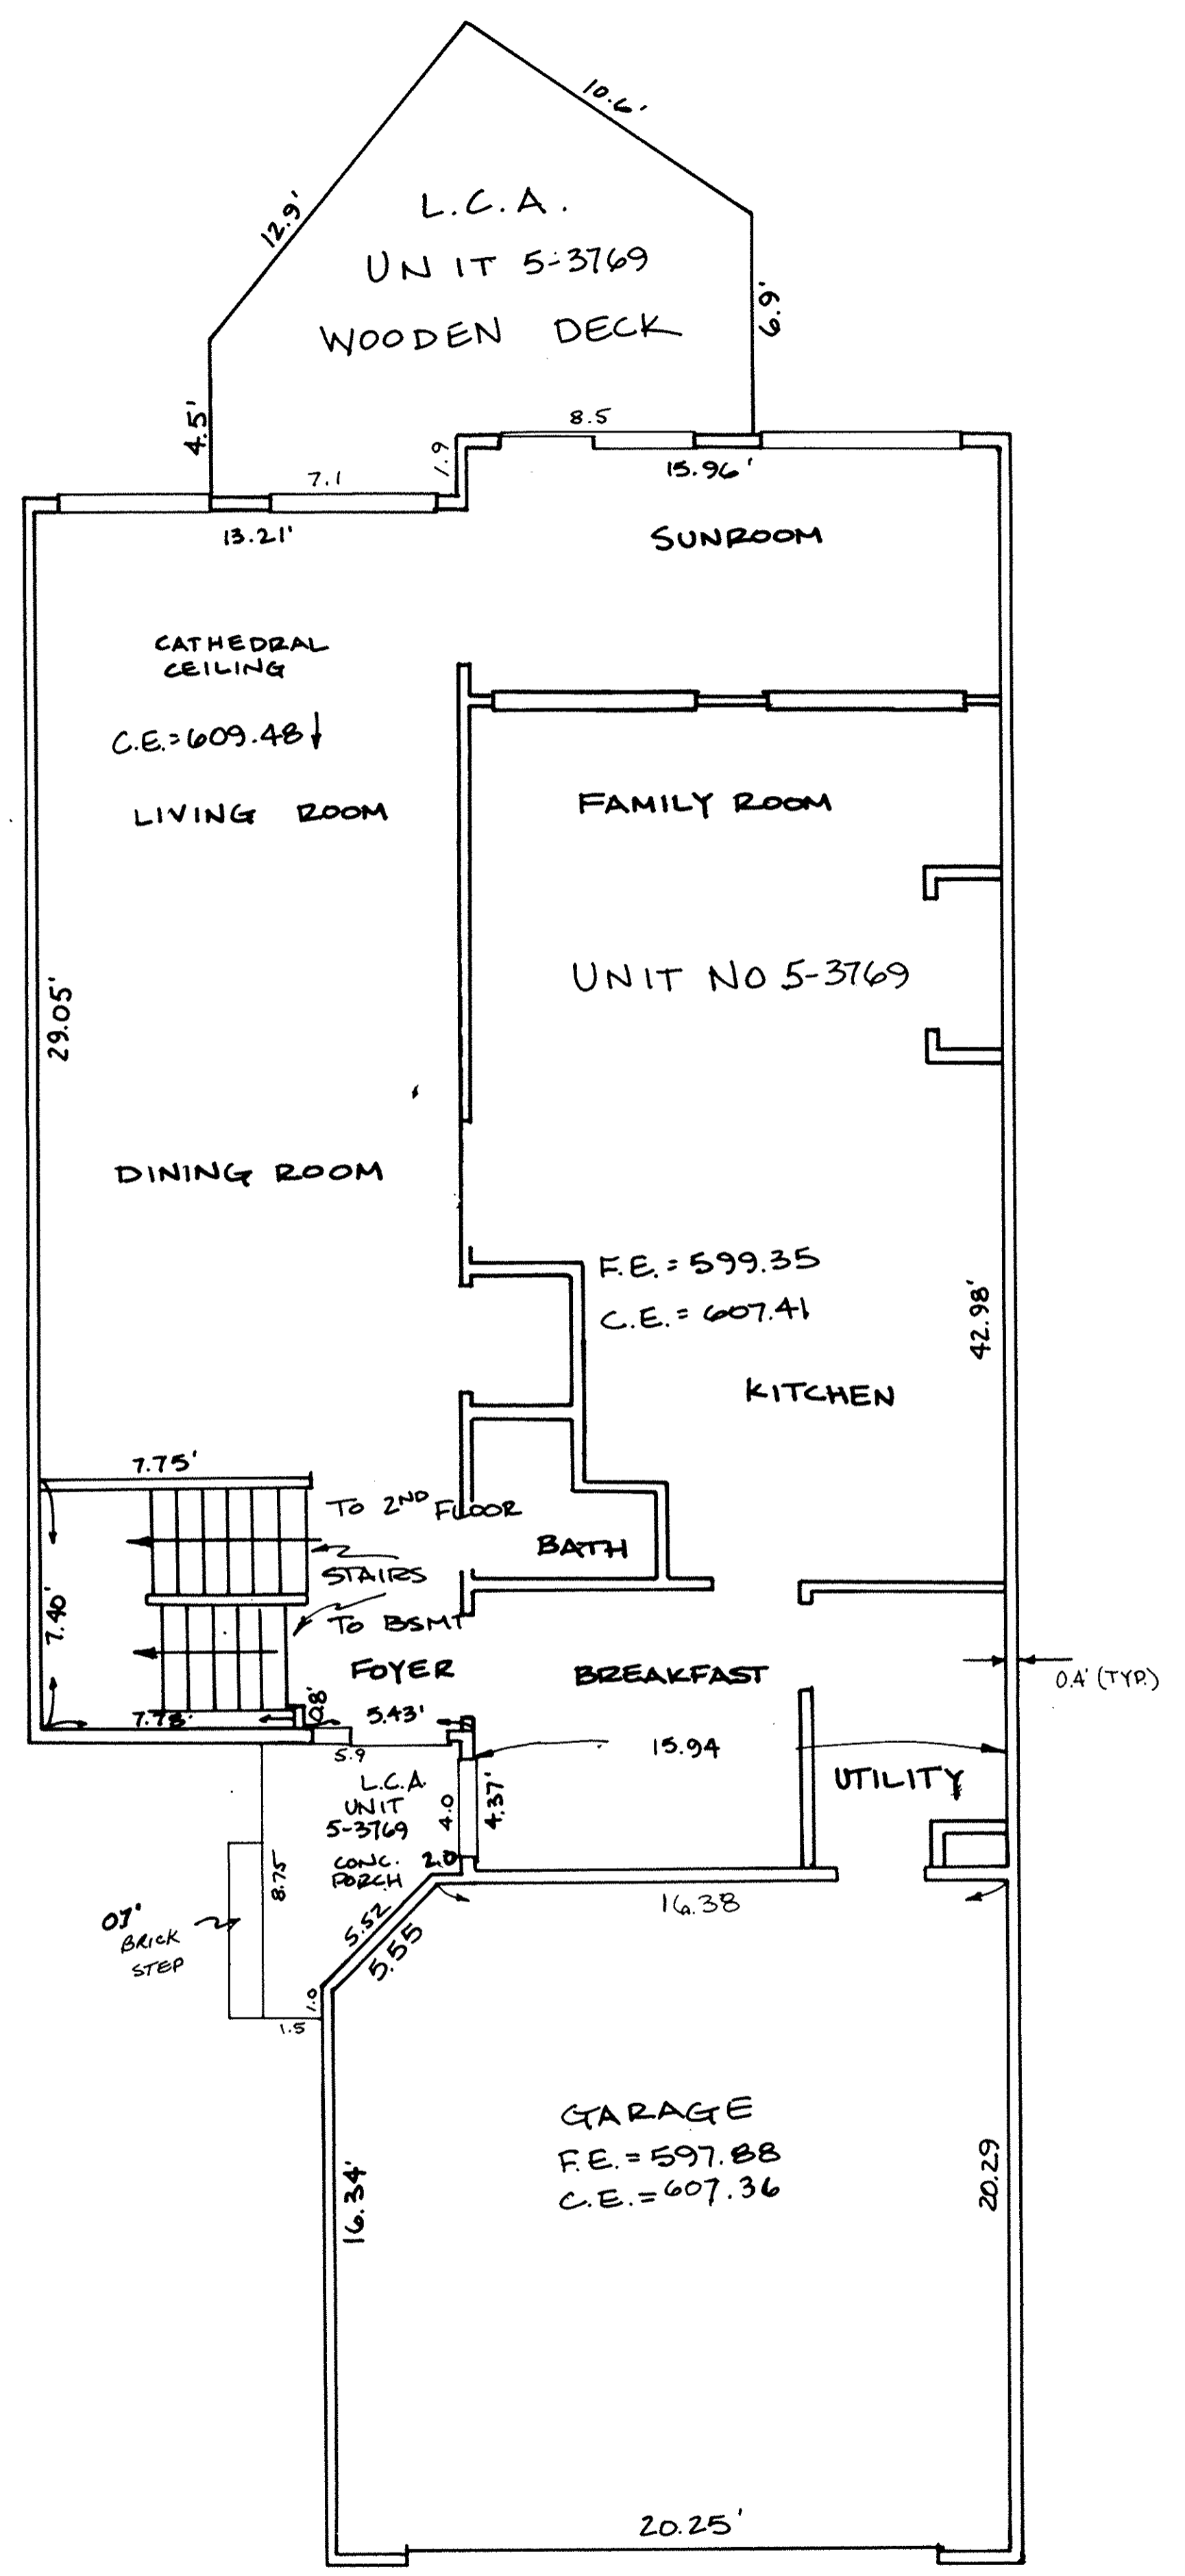 10.6'
12.9'
L.C.A.
UNIT 5-3769
WOODEN DECK
6.9'
4.5'
8.5
1.9
7.1
15.96'
13.21'
SUNROOM
CATHEDRAL
CEILING
C.E.=609.48
LIVING ROOM
FAMILY ROOM
UNIT NO 5-3769
29.05'
DINING ROOM
F.E.=599.35
C.E.=607.41
42.98'
KITCHEN
7.75'
TO 2ND FLOOR
BATH
STAIRS
7.40'
TO BSMT
FOYER
BREAKFAST
0.4' (TYP.)
7.78'
0.8'
5.43'
5.9
15.94
L.C.A.
UNIT
5-3769
4.0
4.37'
UTILITY
CONC.
PORCH
2.0
8.75
16.38
5.52
5.55
BRICK
STEP
1.0
1.5
GARAGE
F.E.=597.88
C.E.=607.36
16.34'
20.29
20.25'